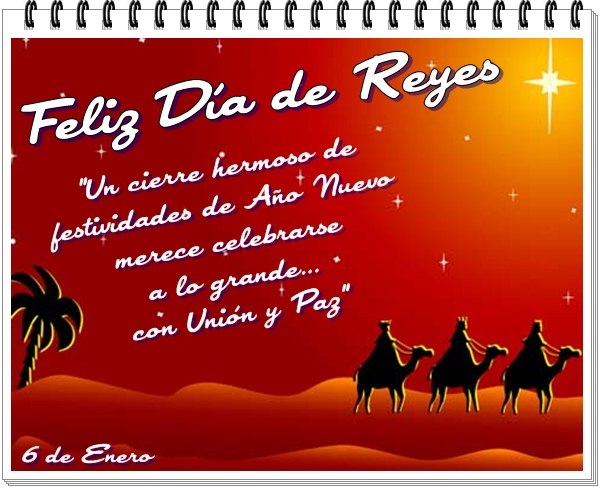 Feliz Día de Reyes
"Un cierre hermoso de
festividades de Año Nuevo
merece celebrarse
a lo grande...
con Unión y Paz"
6 de Enero